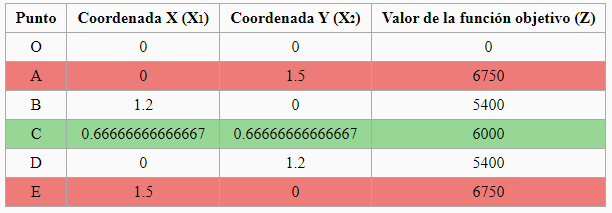 Punto Coordenada X (X1) Coordenada Y (X2) Valor de la función objetivo (Z)
O 0 0 0
A 0 1.5 6750
B 1.2 0 5400
C 0.66666666666667 0.66666666666667 6000
D 0 1.2 5400
E 1.5 0 6750